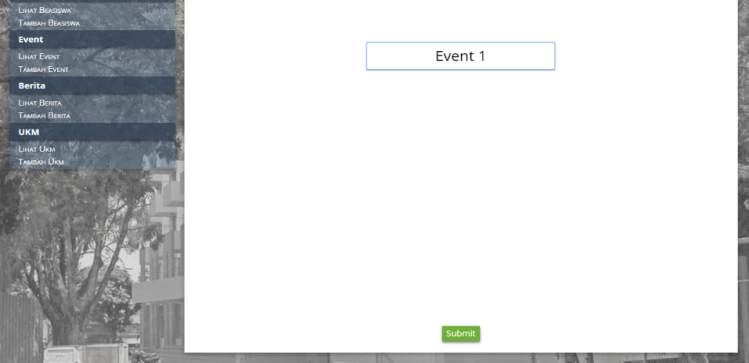 Lihat Beasiswa
Tambah Beasiswa
Event
Lihat Event
Tambah Event
Berita
Lihat Berita
Tambah Berita
UKM
Lihat Ukm
Tambah Ukm
Event 1
Submit